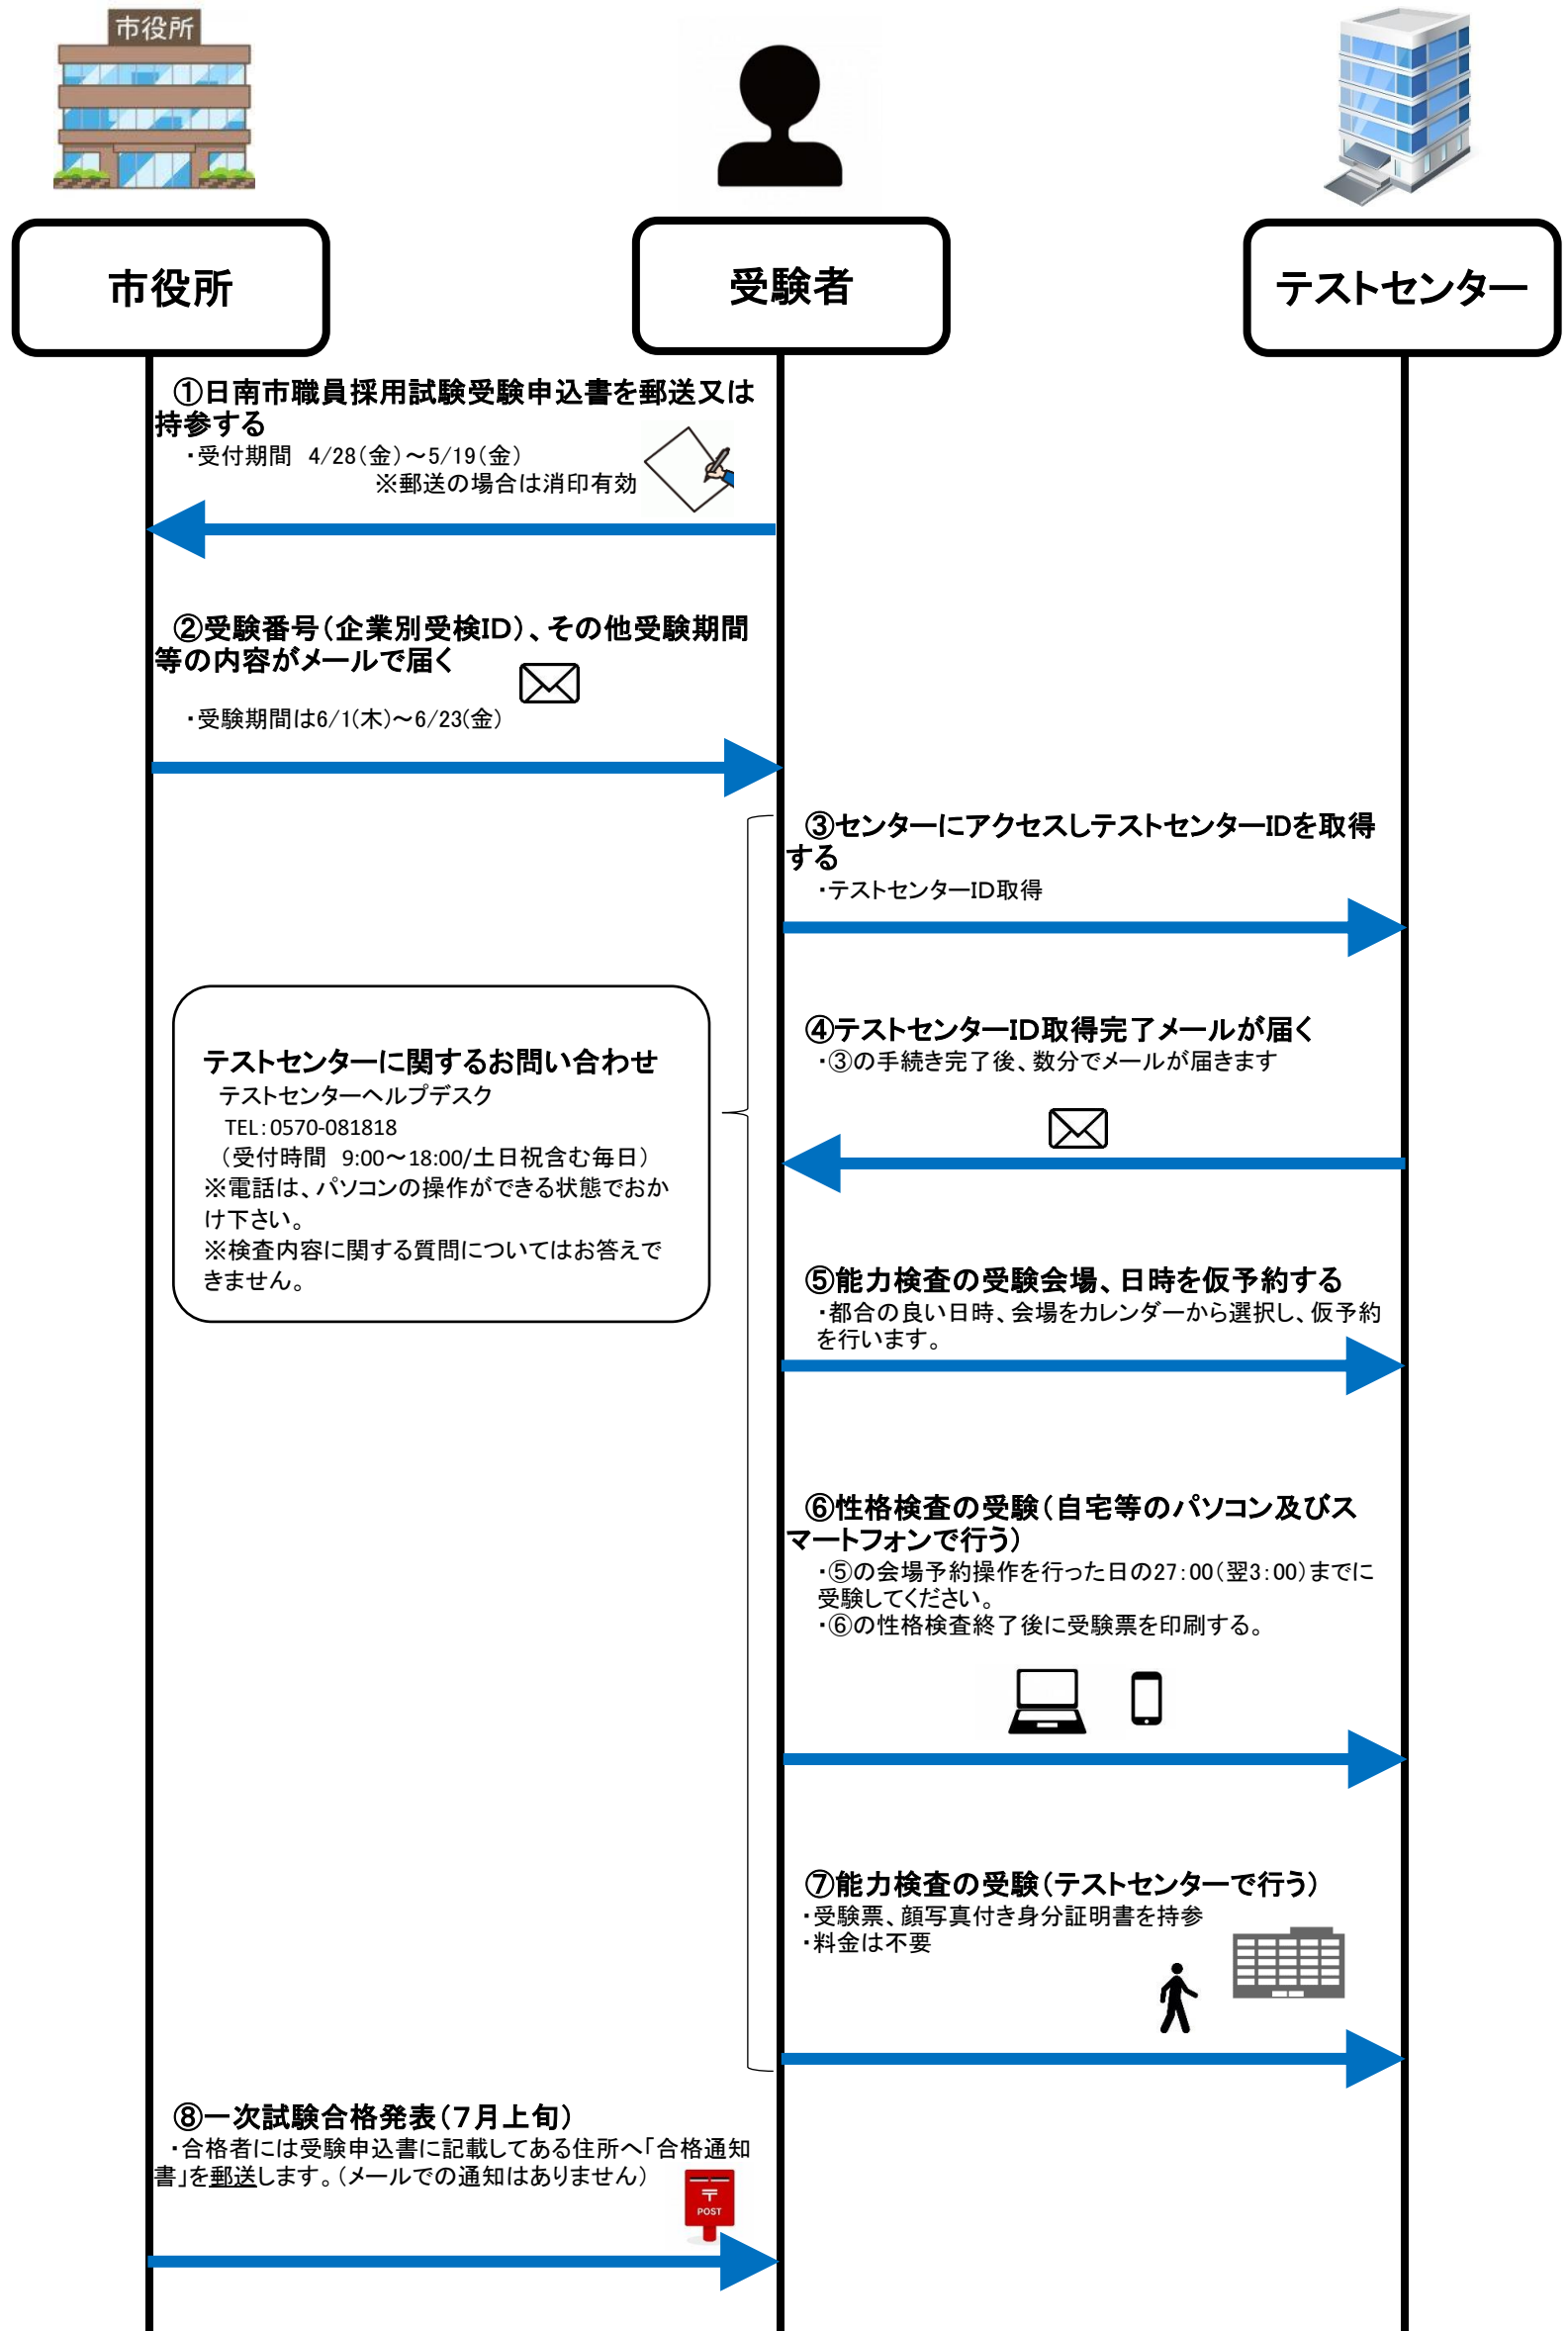 市役所
市役所
受験者
テストセンター
①日南市職員採用試験受験申込書を郵送又は
持参する
・受付期間 4/28(金)～5/19(金)
※郵送の場合は消印有効
②受験番号(企業別受検ID)、その他受験期間
等の内容がメールで届く
・受験期間は6/1(木)～6/23(金)
③センターにアクセスしテストセンターIDを取得
する
・テストセンターID取得
④テストセンターID取得完了メールが届く
・③の手続き完了後、数分でメールが届きます
テストセンターに関するお問い合わせ
テストセンターヘルプデスク
TEL:0570-081818
(受付時間 9:00～18:00/土日祝含む毎日)
※電話は、パソコンの操作ができる状態でおか
け下さい。
※検査内容に関する質問についてはお答えで
きません。
⑤能力検査の受験会場、日時を仮予約する
・都合の良い日時、会場をカレンダーから選択し、仮予約
を行います。
⑥性格検査の受験(自宅等のパソコン及びス
マートフォンで行う)
・⑤の会場予約操作を行った日の27:00(翌3:00)までに
受験してください。
・⑥の性格検査終了後に受験票を印刷する。
⑦能力検査の受験(テストセンターで行う)
・受験票、顔写真付き身分証明書を持参
・料金は不要
⑧一次試験合格発表(7月上旬)
・合格者には受験申込書に記載してある住所へ「合格通知
書」を郵送します。(メールでの通知はありません)
〒
POST